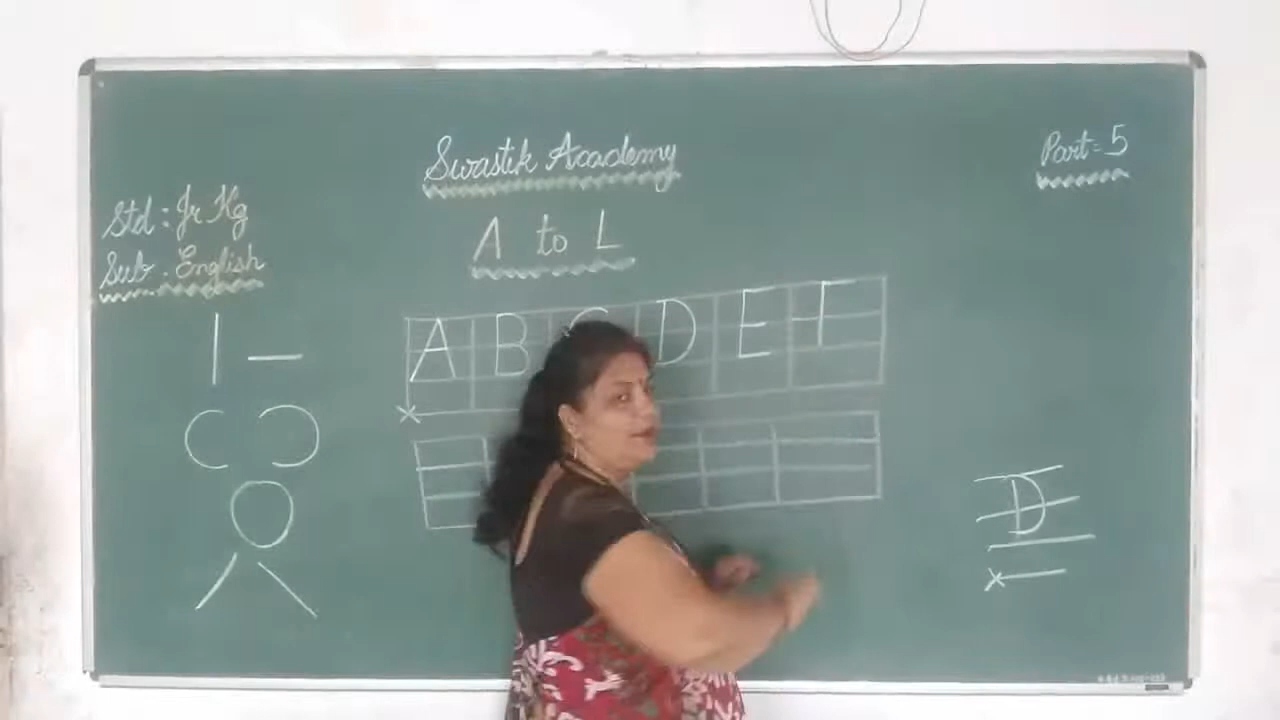 Swastik Academy
Part=5
Std : Jr Kg
Sub : English
A to L
A B C D E F
D